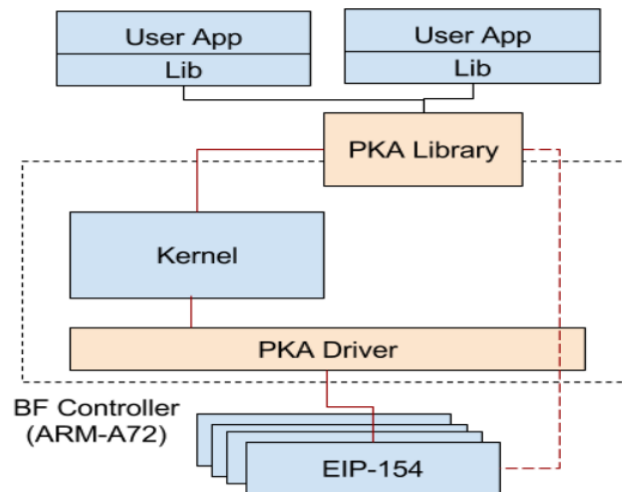 User App
Lib
User App
Lib
PKA Library
Kernel
PKA Driver
BF Controller
(ARM-A72)
EIP-154